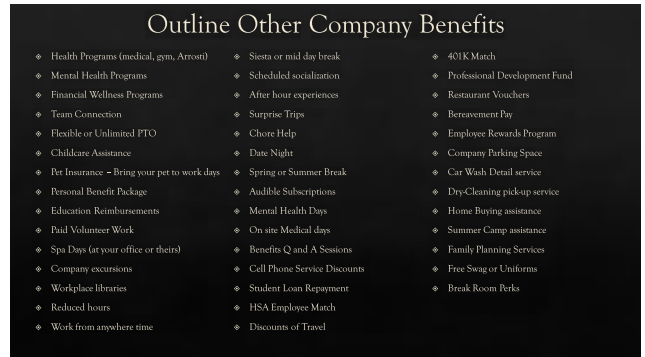 Outline Other Company Benefits
Health Programs (medical, gym, Arrosti)
Mental Health Programs
Financial Wellness Programs
Team Connection
Flexible or Unlimited PTO
Childcare Assistance
Pet Insurance – Bring your pet to work days
Personal Benefit Package
Education Reimbursements
Paid Volunteer Work
Spa Days (at your office or theirs)
Company excursions
Workplace libraries
Reduced hours
Work from anywhere time
Siesta or mid day break
Scheduled socialization
After hour experiences
Surprise Trips
Chore Help
Date Night
Spring or Summer Break
Audible Subscriptions
Mental Health Days
On site Medical days
Benefits Q and A Sessions
Cell Phone Service Discounts
Student Loan Repayment
HSA Employee Match
Discounts of Travel
401K Match
Professional Development Fund
Restaurant Vouchers
Bereavement Pay
Employee Rewards Program
Company Parking Space
Car Wash Detail service
Dry-Cleaning pick-up service
Home Buying assistance
Summer Camp assistance
Family Planning Services
Free Swag or Uniforms
Break Room Perks